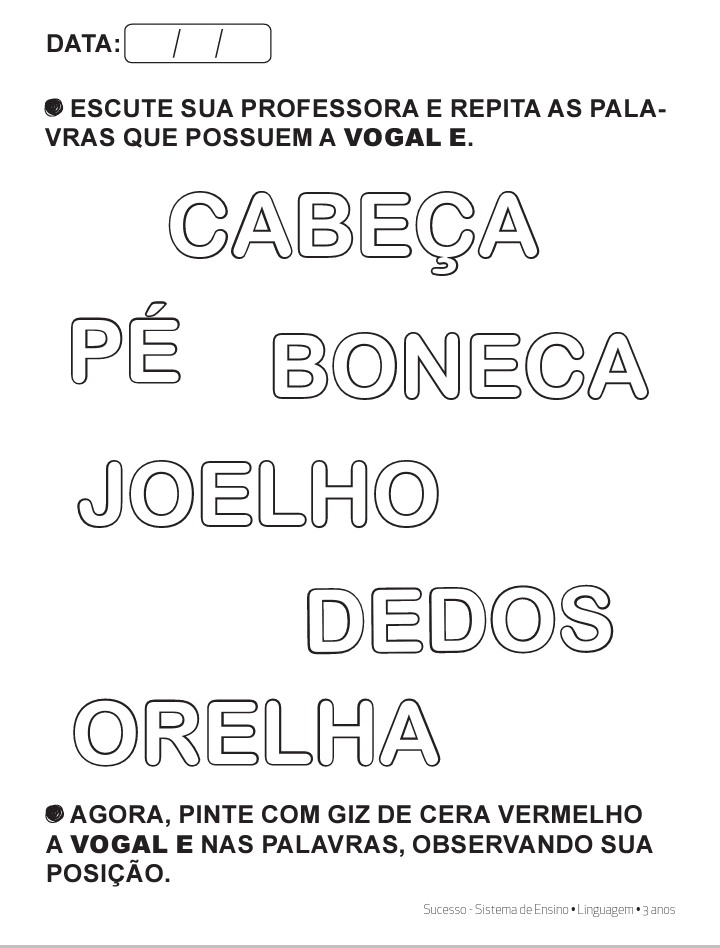 DATA: / /
ESCUTE SUA PROFESSORA E REPITA AS PALA-
VRAS QUE POSSUEM A VOGAL E.
CABEÇA
PÉ
BONECA
JOELHO
DEDOS
ORELHA
AGORA, PINTE COM GIZ DE CERA VERMELHO
A VOGAL E NAS PALAVRAS, OBSERVANDO SUA
POSIÇÃO.
Sucesso - Sistema de Ensino • Linguagem • 3 anos